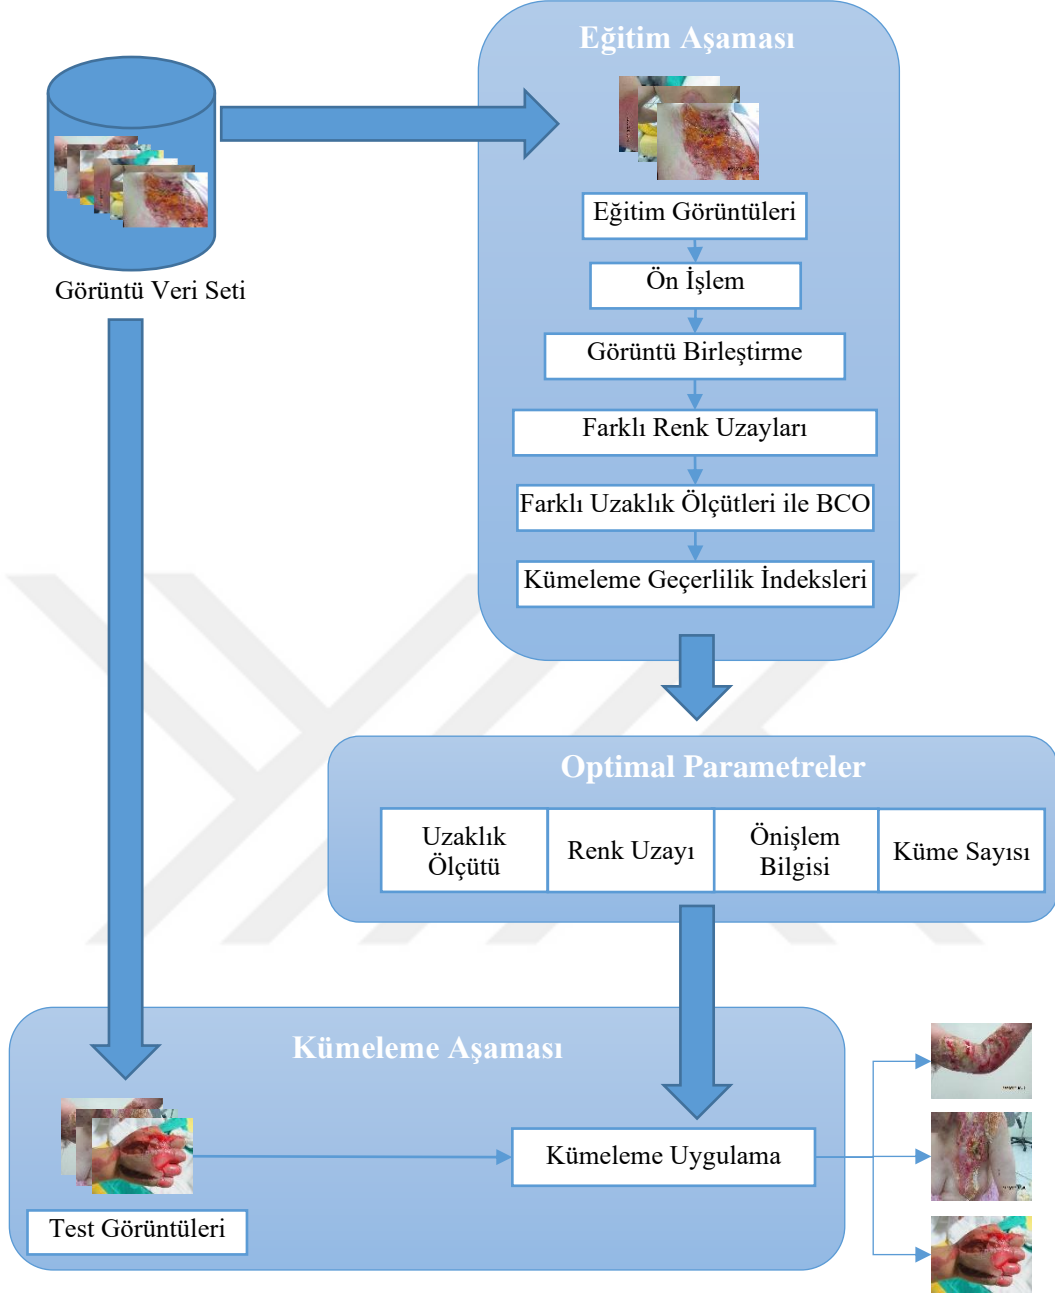 Eğitim Aşaması
Görüntü Veri Seti
Eğitim Görüntüleri
Ön İşlem
Görüntü Birleştirme
Farklı Renk Uzayları
Farklı Uzaklık Ölçütleri ile BCO
Kümeleme Geçerlilik İndeksleri
Optimal Parametreler
Uzaklık
Ölçütü
Renk Uzayı
Önişlem
Bilgisi
Küme Sayısı
Kümeleme Aşaması
Kümeleme Uygulama
Test Görüntüleri